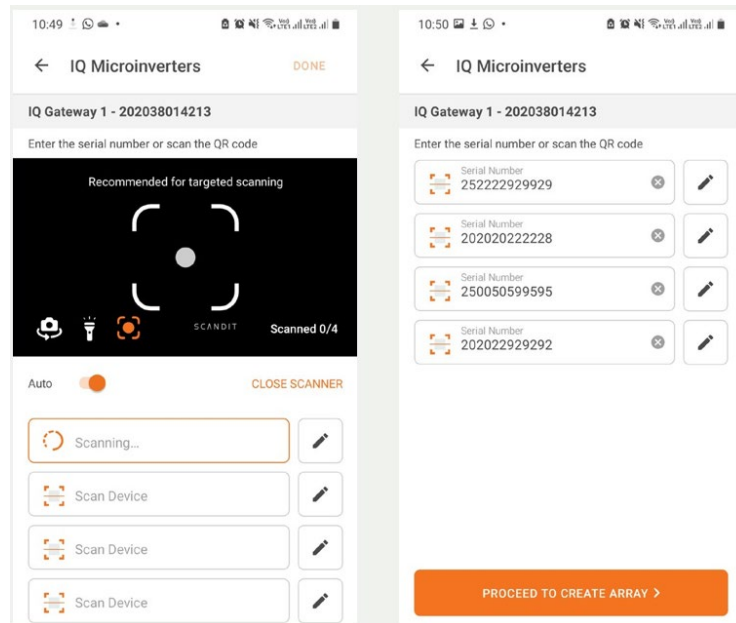 10:49
IQ Microinverters
DONE
IQ Gateway 1 - 202038014213
Enter the serial number or scan the QR code
Recommended for targeted scanning
SCANDIT
Scanned 0/4
Auto
CLOSE SCANNER
Scanning...
Scan Device
Scan Device
Scan Device
10:50
IQ Microinverters
IQ Gateway 1 - 202038014213
Enter the serial number or scan the QR code
Serial Number
252222929929
Serial Number
202020222228
Serial Number
250050599595
Serial Number
202022929292
PROCEED TO CREATE ARRAY >